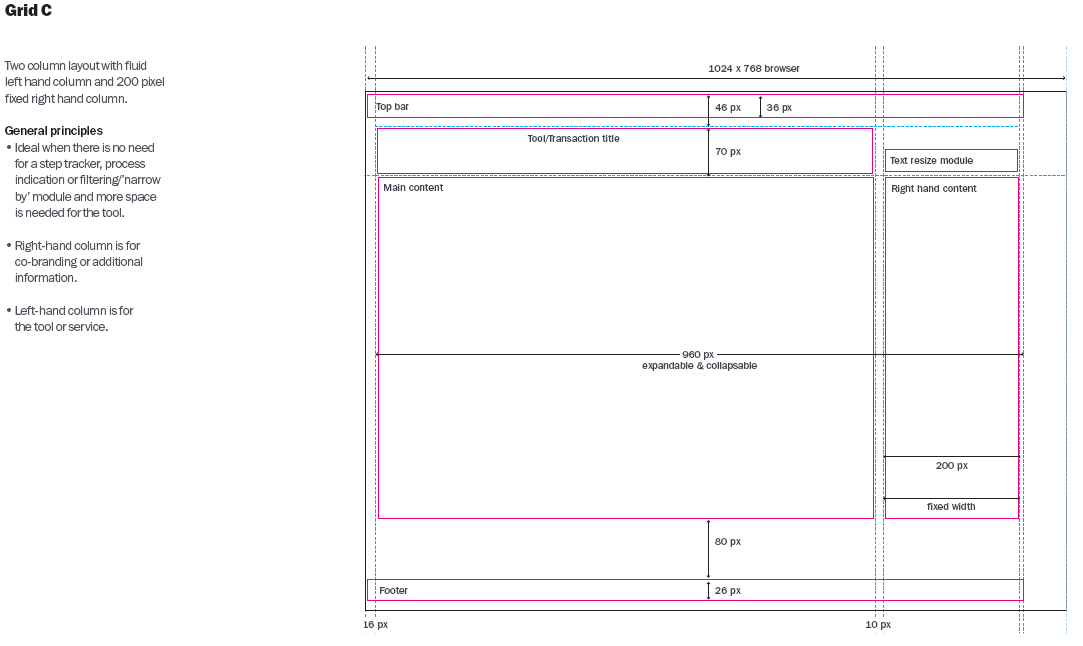 Grid C
Two column layout with fluid
left hand column and 200 pixel
fixed right hand column.
General principles
• Ideal when there is no need
for a step tracker, process
indication or filtering/'narrow
by' module and more space
is needed for the tool.
• Right-hand column is for
co-branding or additional
information.
• Left-hand column is for
the tool or service.
1024 x 768 browser
Top bar
46 px
36 px
Tool/Transaction title
70 px
Text resize module
Main content
Right hand content
960 px
expandable & collapsable
200 px
fixed width
80 px
Footer
26 px
16 px
10 px